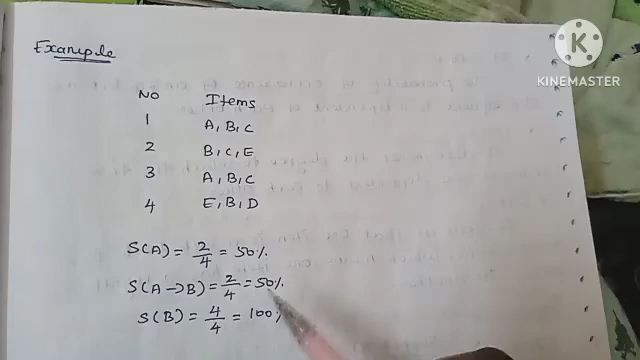 Example
NO Items
1 A, B, C
2 B, C, E
3 A, B, C
4 E, B, D
S(A) = 2/4 = 50%
S(A→B) = 2/4 = 50%
S(B) = 4/4 = 100%
K
KINEMASTER